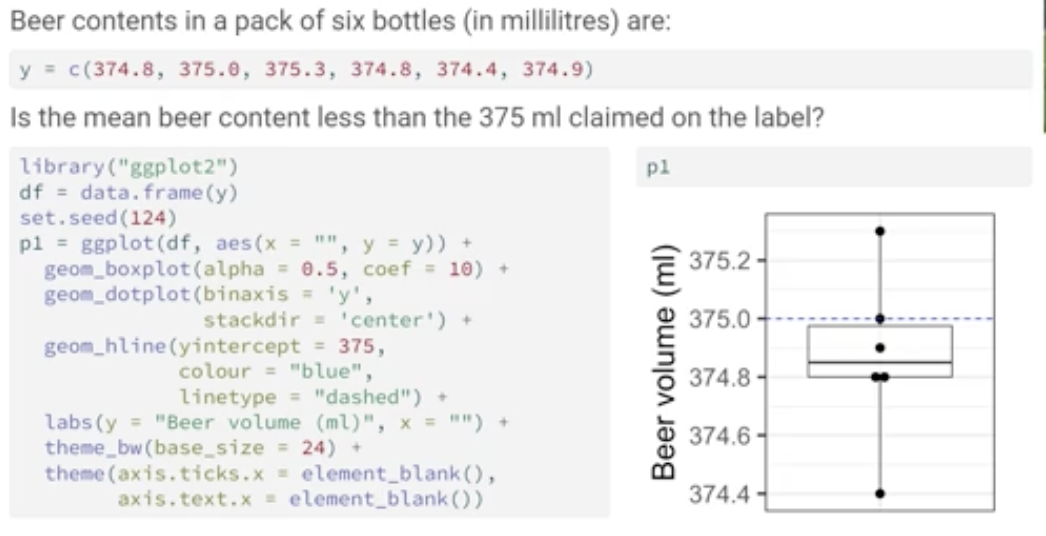 Beer contents in a pack of six bottles (in millilitres) are:
y = c(374.8, 375.0, 375.3, 374.8, 374.4, 374.9)
Is the mean beer content less than the 375 ml claimed on the label?
library("ggplot2")
df = data.frame(y)
set.seed(124)
p1 = ggplot(df, aes(x = "", y = y)) +
  geom_boxplot(alpha = 0.5, coef = 10) +
  geom_dotplot(binaxis = 'y',
               stackdir = 'center') +
  geom_hline(yintercept = 375,
             colour = "blue",
             linetype = "dashed") +
  labs(y = "Beer volume (ml)", x = "") +
  theme_bw(base_size = 24) +
  theme(axis.ticks.x = element_blank(),
        axis.text.x = element_blank())
p1
Beer volume (ml)
375.2
375.0
374.8
374.6
374.4